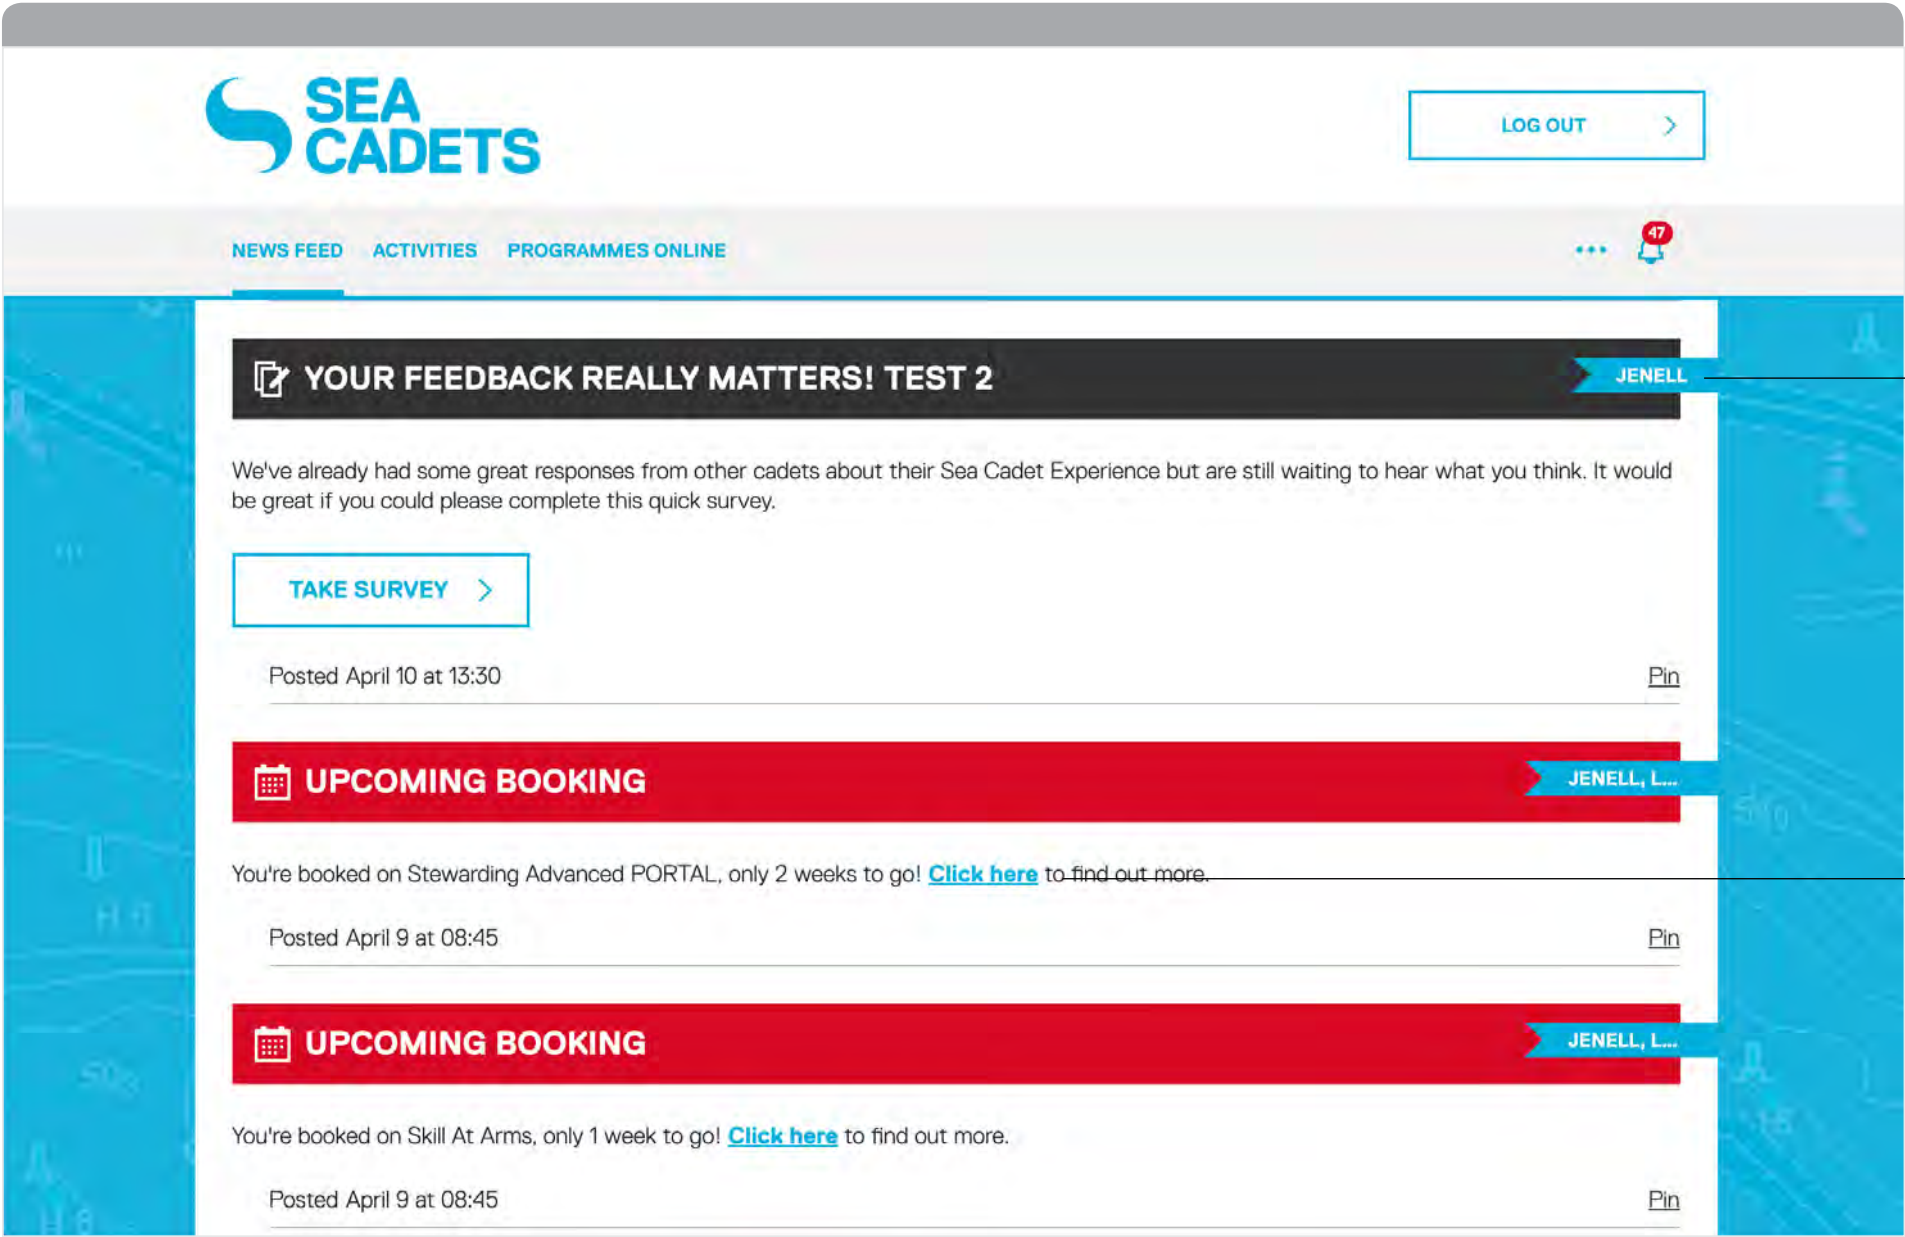 SEA
CADETS
LOG OUT
NEWS FEED ACTIVITIES PROGRAMMES ONLINE
47
YOUR FEEDBACK REALLY MATTERS! TEST 2
JENELL
We've already had some great responses from other cadets about their Sea Cadet Experience but are still waiting to hear what you think. It would
be great if you could please complete this quick survey.
TAKE SURVEY
Posted April 10 at 13:30
Pin
UPCOMING BOOKING
JENELL, L...
You're booked on Stewarding Advanced PORTAL, only 2 weeks to go! Click here to find out more.
Posted April 9 at 08:45
Pin
UPCOMING BOOKING
JENELL, L...
You're booked on Skill At Arms, only 1 week to go! Click here to find out more.
Posted April 9 at 08:45
Pin